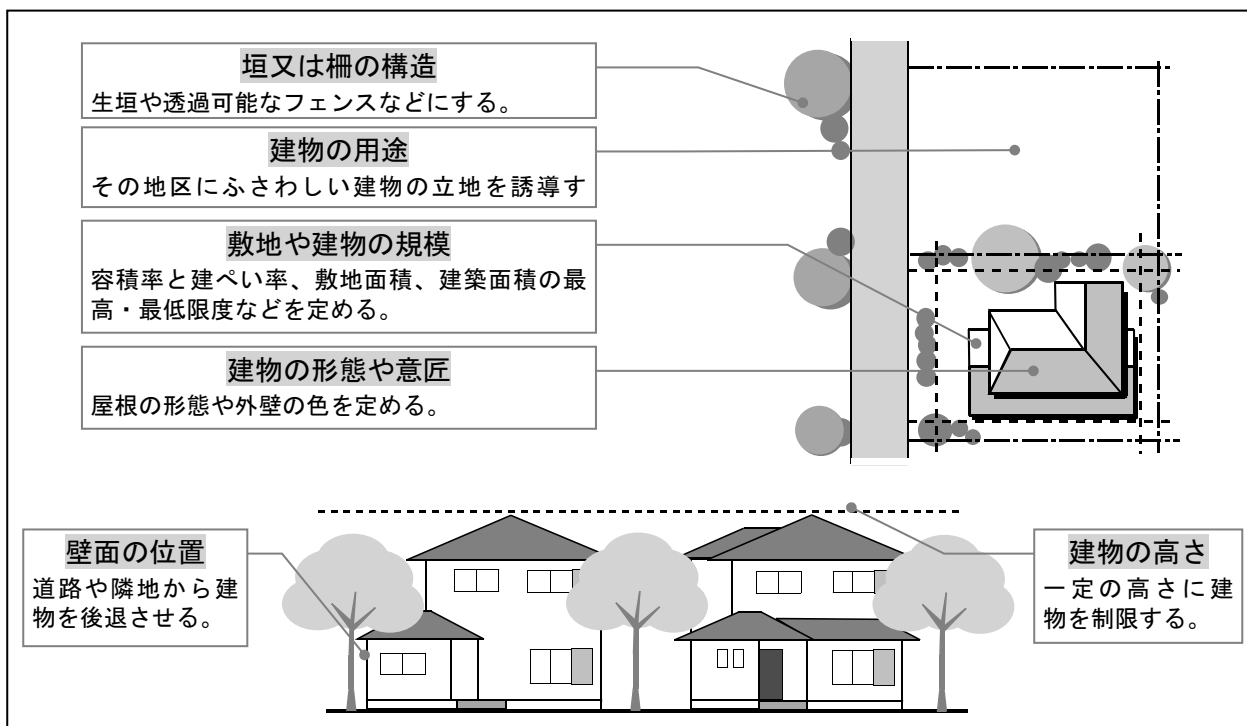 垣又は柵の構造
生垣や透過可能なフェンスなどにする。
建物の用途
その地区にふさわしい建物の立地を誘導す
敷地や建物の規模
容積率と建ぺい率、敷地面積、建築面積の最
高・最低限度などを定める。
建物の形態や意匠
屋根の形態や外壁の色を定める。
壁面の位置
道路や隣地から建
物を後退させる。
建物の高さ
一定の高さに建
物を制限する。